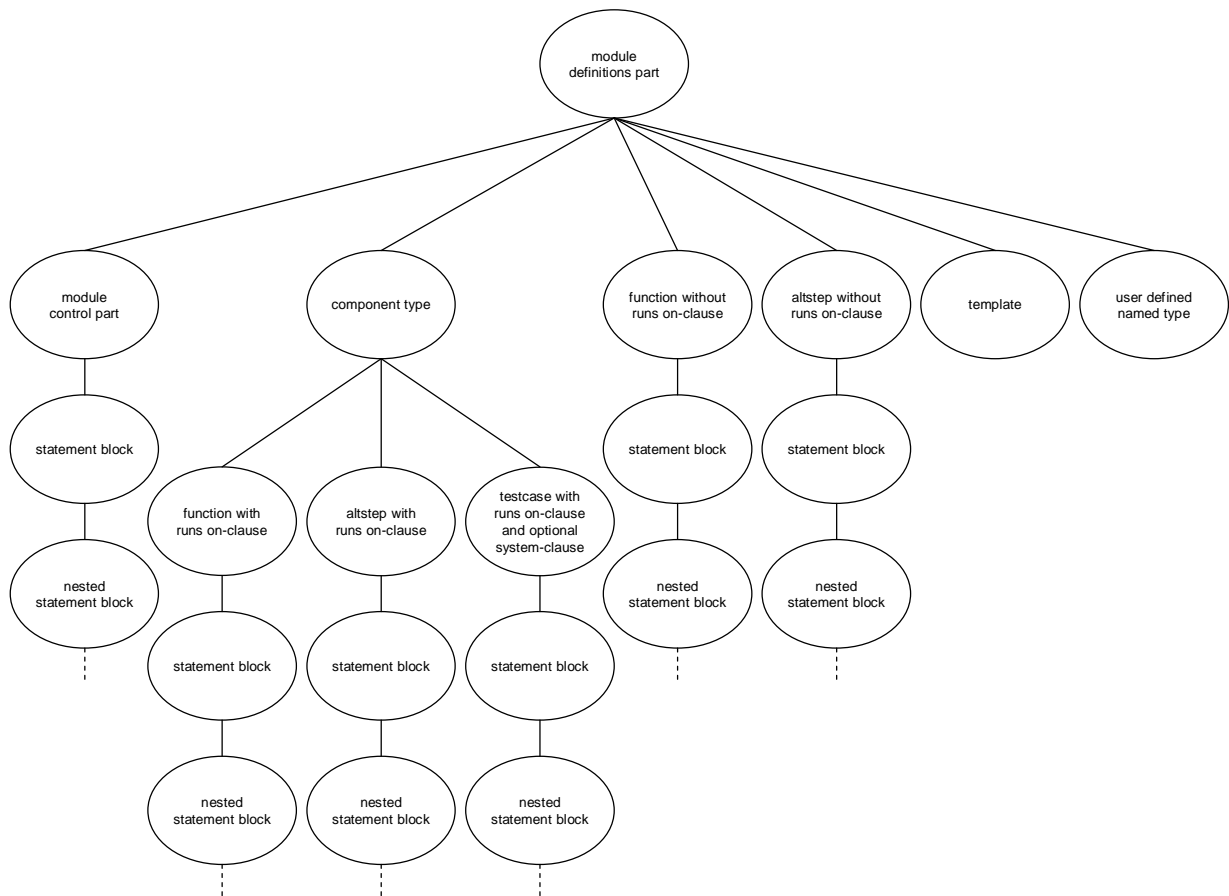 module
definitions part
module
control part
component type
function without
runs on-clause
altstep without
runs on-clause
template
user defined
named type
statement block
statement block
statement block
function with
runs on-clause
altstep with
runs on-clause
testcase with
runs on-clause
and optional
system-clause
nested
statement block
nested
statement block
nested
statement block
statement block
statement block
statement block
nested
statement block
nested
statement block
nested
statement block